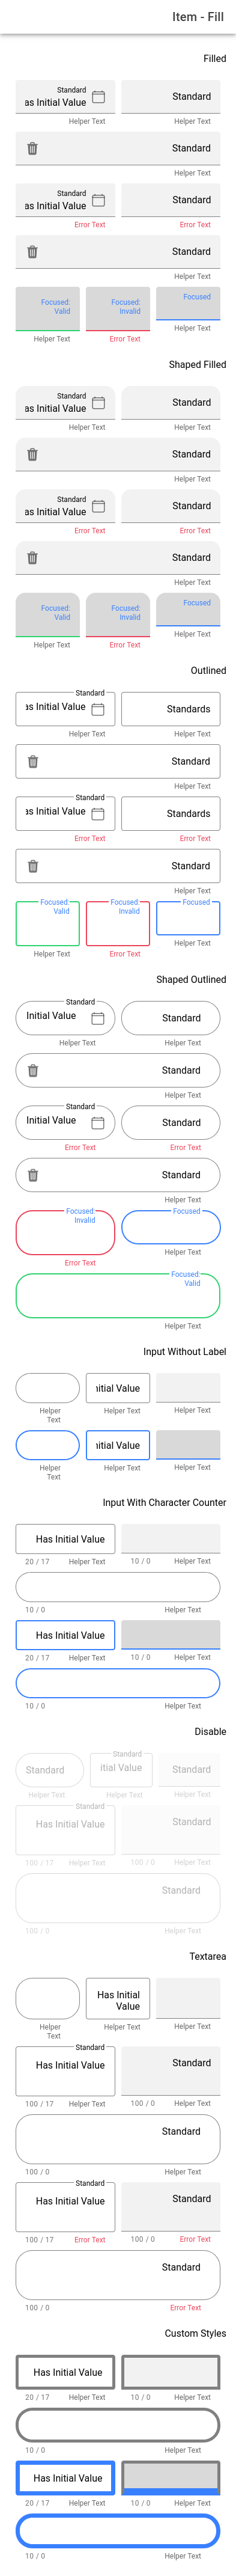 Item - Fill
Filled
Standard
as Initial Value
Standard
Helper Text
Helper Text
Standard
Helper Text
Standard
as Initial Value
Standard
Error Text
Error Text
Standard
Helper Text
Focused:
Valid
Focused:
Invalid
Focused
Helper Text
Error Text
Helper Text
Shaped Filled
Standard
as Initial Value
Standard
Helper Text
Helper Text
Standard
Helper Text
Standard
as Initial Value
Standard
Error Text
Error Text
Standard
Helper Text
Focused:
Valid
Focused:
Invalid
Focused
Helper Text
Error Text
Helper Text
Outlined
Standard
as Initial Value
Standards
Helper Text
Helper Text
Standard
Helper Text
Standard
as Initial Value
Standards
Error Text
Error Text
Standard
Helper Text
Focused:
Valid
Focused:
Invalid
Focused
Helper Text
Error Text
Helper Text
Shaped Outlined
Standard
Initial Value
Standard
Helper Text
Helper Text
Standard
Helper Text
Standard
Initial Value
Standard
Error Text
Error Text
Standard
Helper Text
Focused:
Invalid
Focused
Error Text
Helper Text
Focused:
Valid
Helper Text
Input Without Label
itial Value
Helper
Text
Helper Text
Helper Text
itial Value
Helper
Text
Helper Text
Helper Text
Input With Character Counter
Has Initial Value
20 / 17
Helper Text
10 / 0
Helper Text
10 / 0
Helper Text
Has Initial Value
20 / 17
Helper Text
10 / 0
Helper Text
10 / 0
Helper Text
Disable
Standard
Standard
itial Value
Standard
Helper Text
Helper Text
Helper Text
Standard
Has Initial Value
Standard
100 / 17
Helper Text
100 / 0
Helper Text
Standard
100 / 0
Helper Text
Textarea
Has Initial
Value
Helper
Text
Helper Text
Helper Text
Standard
Has Initial Value
Standard
100 / 17
Helper Text
100 / 0
Helper Text
Standard
100 / 0
Helper Text
Standard
Has Initial Value
Standard
100 / 17
Error Text
100 / 0
Error Text
Standard
100 / 0
Error Text
Custom Styles
Has Initial Value
20 / 17
Helper Text
10 / 0
Helper Text
10 / 0
Helper Text
Has Initial Value
20 / 17
Helper Text
10 / 0
Helper Text
10 / 0
Helper Text